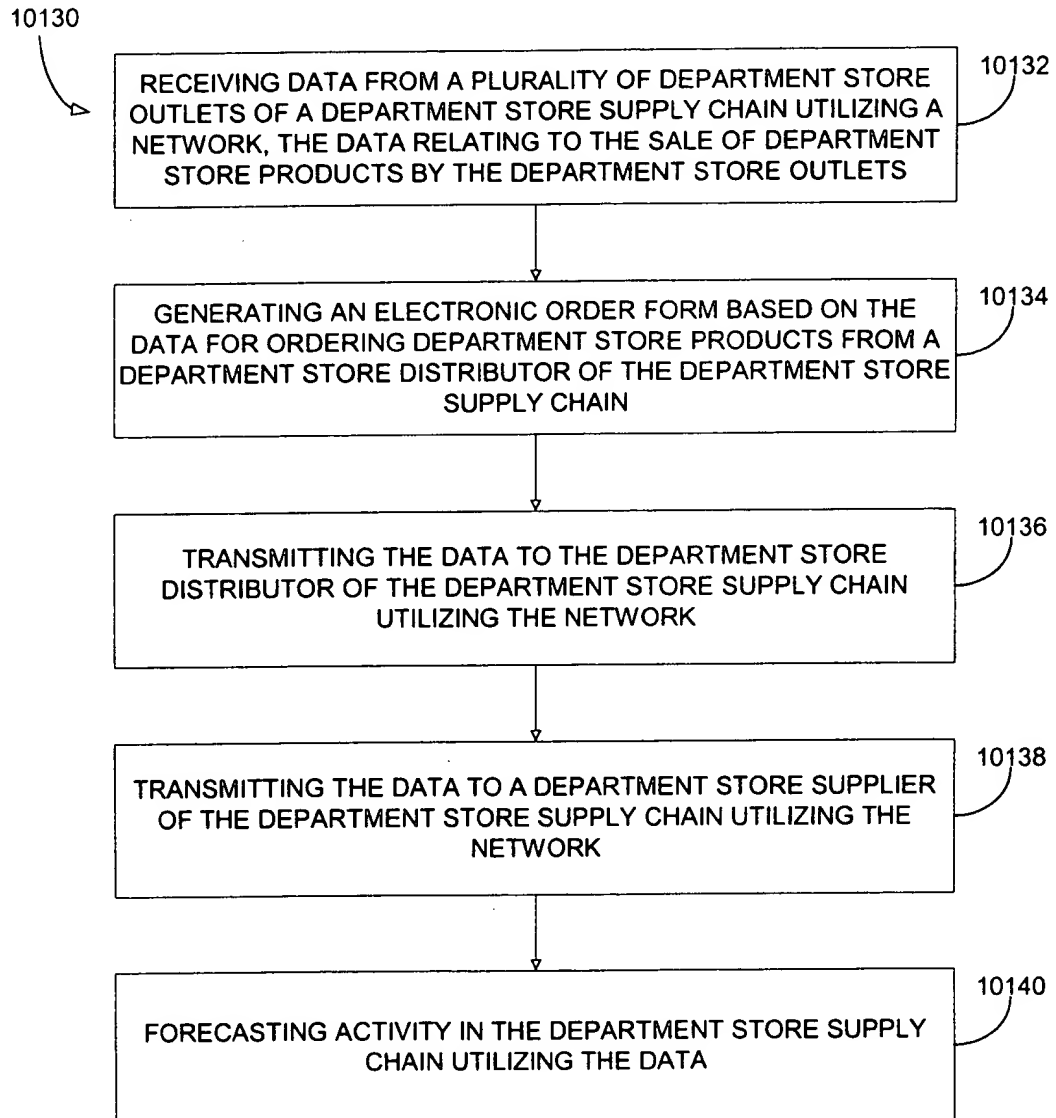 10130
RECEIVING DATA FROM A PLURALITY OF DEPARTMENT STORE
OUTLETS OF A DEPARTMENT STORE SUPPLY CHAIN UTILIZING A
NETWORK, THE DATA RELATING TO THE SALE OF DEPARTMENT
STORE PRODUCTS BY THE DEPARTMENT STORE OUTLETS
10132
GENERATING AN ELECTRONIC ORDER FORM BASED ON THE
DATA FOR ORDERING DEPARTMENT STORE PRODUCTS FROM A
DEPARTMENT STORE DISTRIBUTOR OF THE DEPARTMENT STORE
SUPPLY CHAIN
10134
TRANSMITTING THE DATA TO THE DEPARTMENT STORE
DISTRIBUTOR OF THE DEPARTMENT STORE SUPPLY CHAIN
UTILIZING THE NETWORK
10136
TRANSMITTING THE DATA TO A DEPARTMENT STORE SUPPLIER
OF THE DEPARTMENT STORE SUPPLY CHAIN UTILIZING THE
NETWORK
10138
FORECASTING ACTIVITY IN THE DEPARTMENT STORE SUPPLY
CHAIN UTILIZING THE DATA
10140